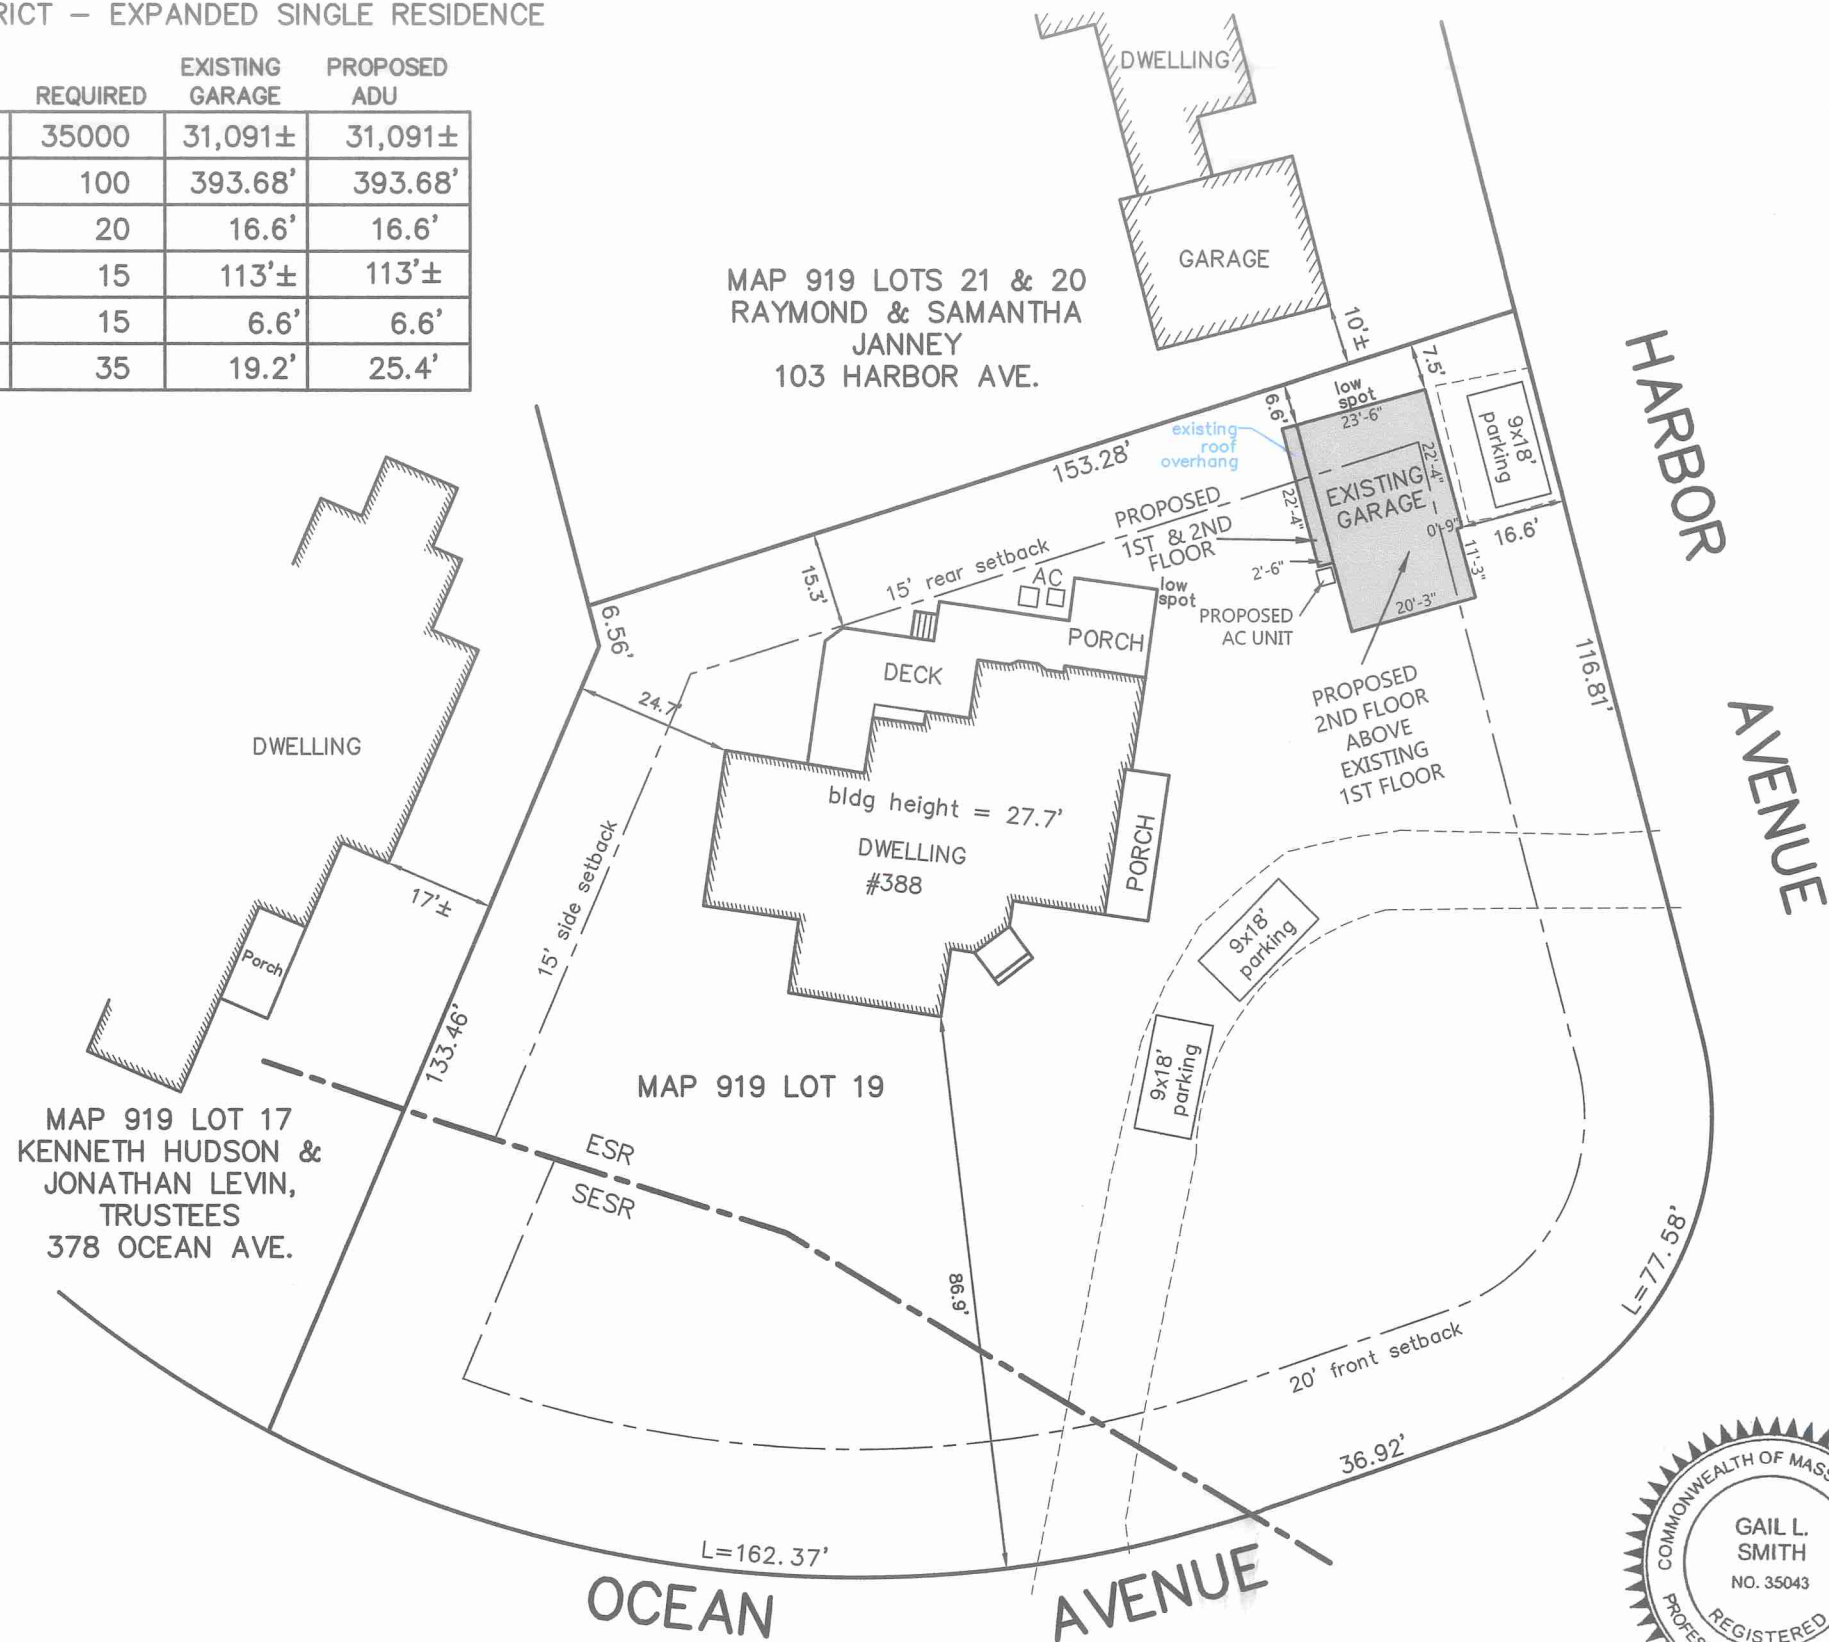 RICT – EXPANDED SINGLE RESIDENCE
REQUIRED EXISTING GARAGE PROPOSED ADU
35000 31,091± 31,091±
100 393.68' 393.68'
20 16.6' 16.6'
15 113'± 113'±
15 6.6' 6.6'
35 19.2' 25.4'
DWELLING
GARAGE
MAP 919 LOTS 21 & 20
RAYMOND & SAMANTHA
JANNEY
103 HARBOR AVE.
10'±
7.5'
low
spot
23'-6"
6.6'
existing
roof
overhang
9x18'
parking
HARBOR
AVENUE
153.28'
22'-4"
EXISTING
GARAGE
22'-4"
0'-9"
16.6'
11'-3"
PROPOSED
1ST & 2ND
FLOOR
2'-6"
20'-3"
PROPOSED
AC UNIT
15' rear setback
15.3'
AC
low
spot
PORCH
DECK
6.56'
24.7'
116.81'
PROPOSED
2ND FLOOR
ABOVE
EXISTING
1ST FLOOR
DWELLING
bldg height = 27.7'
DWELLING
#388
PORCH
17'±
15' side setback
Porch
9x18'
parking
9x18'
parking
133.46'
MAP 919 LOT 19
MAP 919 LOT 17
KENNETH HUDSON &
JONATHAN LEVIN,
TRUSTEES
378 OCEAN AVE.
ESR
SESR
86.9'
L=77.58'
20' front setback
36.92'
L=162.37'
OCEAN
AVENUE
COMMONWEALTH OF MASS
GAIL L.
SMITH
NO. 35043
REGISTERED
PROFES